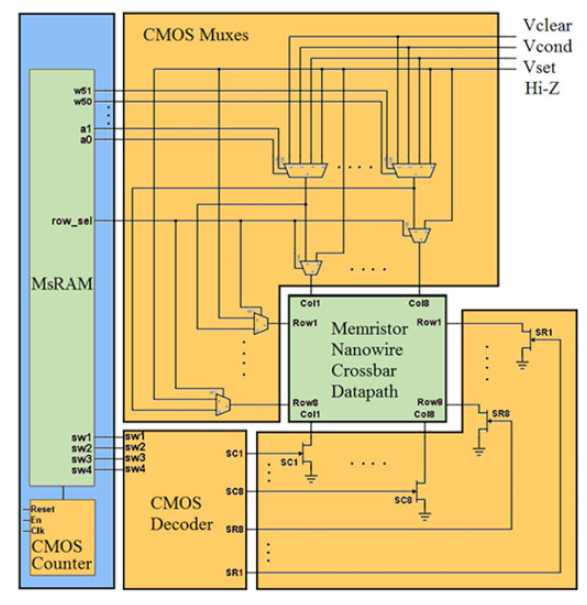 CMOS Muxes
Vclear
Vcond
Vset
Hi-Z
w51
w50
a1
a0
row_sel
MsRAM
Col1
Col8
Row1
Memristor
Nanowire
Crossbar
Datapath
Row1
SR1
Row8
Row8
SR8
Col1
Col8
sw1
sw2
sw3
sw4
sw1
sw2
sw3
sw4
SC1
SC1
SC8
SC8
CMOS
Decoder
SR8
SR1
Reset
En
Clk
CMOS
Counter